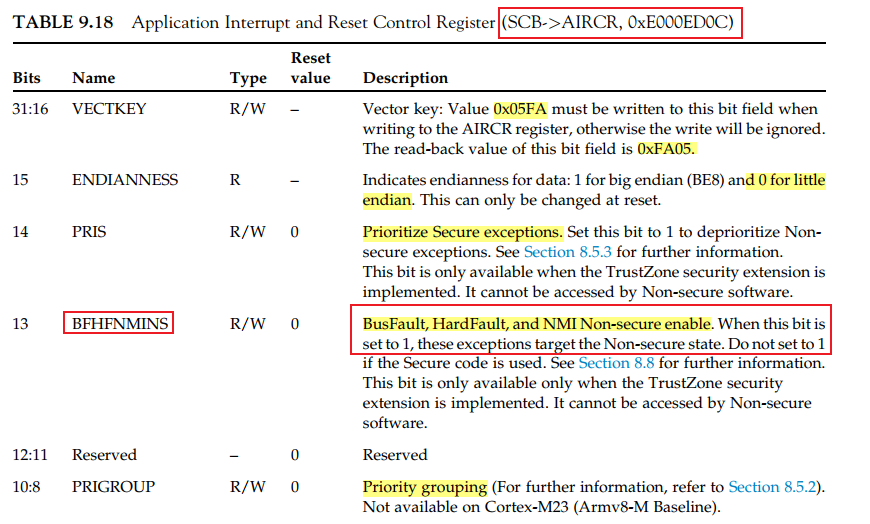 TABLE 9.18 Application Interrupt and Reset Control Register (SCB->AIRCR, 0xE000ED0C)
Reset
Bits Name Type value Description
31:16 VECTKEY R/W – Vector key: Value 0x05FA must be written to this bit field when
writing to the AIRCR register, otherwise the write will be ignored.
The read-back value of this bit field is 0xFA05.
15 ENDIANNESS R – Indicates endianness for data: 1 for big endian (BE8) and 0 for little
endian. This can only be changed at reset.
14 PRIS R/W 0 Prioritize Secure exceptions. Set this bit to 1 to deprioritize Non-
secure exceptions. See Section 8.5.3 for further information.
This bit is only available when the TrustZone security extension is
implemented. It cannot be accessed by Non-secure software.
13 BFHFNMINS R/W 0 BusFault, HardFault, and NMI Non-secure enable. When this bit is
set to 1, these exceptions target the Non-secure state. Do not set to 1
if the Secure code is used. See Section 8.8 for further information.
This bit is only available only when the TrustZone security
extension is implemented. It cannot be accessed by Non-secure
software.
12:11 Reserved – 0 Reserved
10:8 PRIGROUP R/W 0 Priority grouping (For further information, refer to Section 8.5.2).
Not available on Cortex-M23 (Armv8-M Baseline).